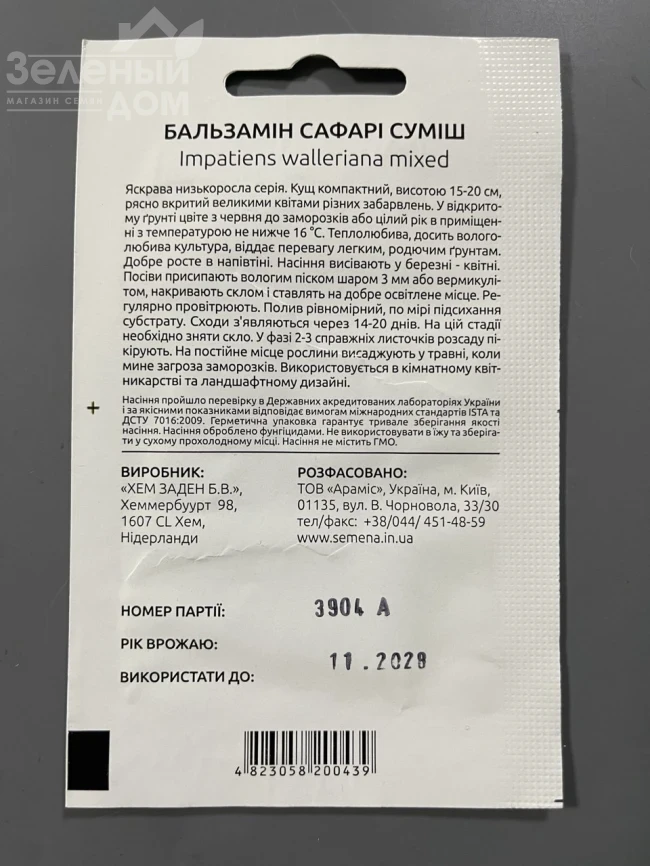 Зеленый
МАГАЗИН СЕМЯН
ДОМ
БАЛЬЗАМІН САФАРІ СУМІШ
Impatiens walleriana mixed
Яскрава низькоросла серія. Кущ компактний, висотою 15-20 см,
рясно вкритий великими квітами різних забарвлень. У відкрито-
му ґрунті цвіте з червня до заморозків або цілий рік в приміщен-
ні з температурою не нижче 16 °С. Теплолюбива, досить волого-
любива культура, віддає перевагу легким, родючим ґрунтам.
Добре росте в напівтіні. Насіння висівають у березні - квітні.
Посіви присипають вологим піском шаром 3 мм або вермикулі-
том, накривають склом і ставлять на добре освітлене місце. Ре-
гулярно провітрюють. Полив рівномірний, по мірі підсихання
субстрату. Сходи з'являються через 14-20 днів. На цій стадії
необхідно зняти скло. У фазі 2-3 справжніх листочків розсаду пі-
кірують. На постійне місце рослини висаджують у травні, коли
мине загроза заморозків. Використовується в кімнатному квіт-
никарстві та ландшафтному дизайні.
Насіння пройшло перевірку в Державних акредитованих лабораторіях України
і за якісними показниками відповідає вимогам міжнародних стандартів ISTA та
ДСТУ 7016:2009. Герметична упаковка гарантує тривале зберігання якості
насіння. Насіння оброблено фунгіцидами. Не використовувати в їжу та зберіга-
ти у сухому прохолодному місці. Насіння не містить ГМО.
ВИРОБНИК:
«ХЕМ ЗАДЕН Б.В.»,
Хеммербуурт 98,
1607 CL Хем,
Нідерланди
РОЗФАСОВАНО:
ТОВ «Араміс», Україна, м. Київ,
01135, вул. В. Чорновола, 33/30
тел/факс: +38/044/ 451-48-59
www.semena.in.ua
НОМЕР ПАРТІЇ: 3904 А
РІК ВРОЖАЮ:
11.2028
ВИКОРИСТАТИ ДО:
4 823058 200439